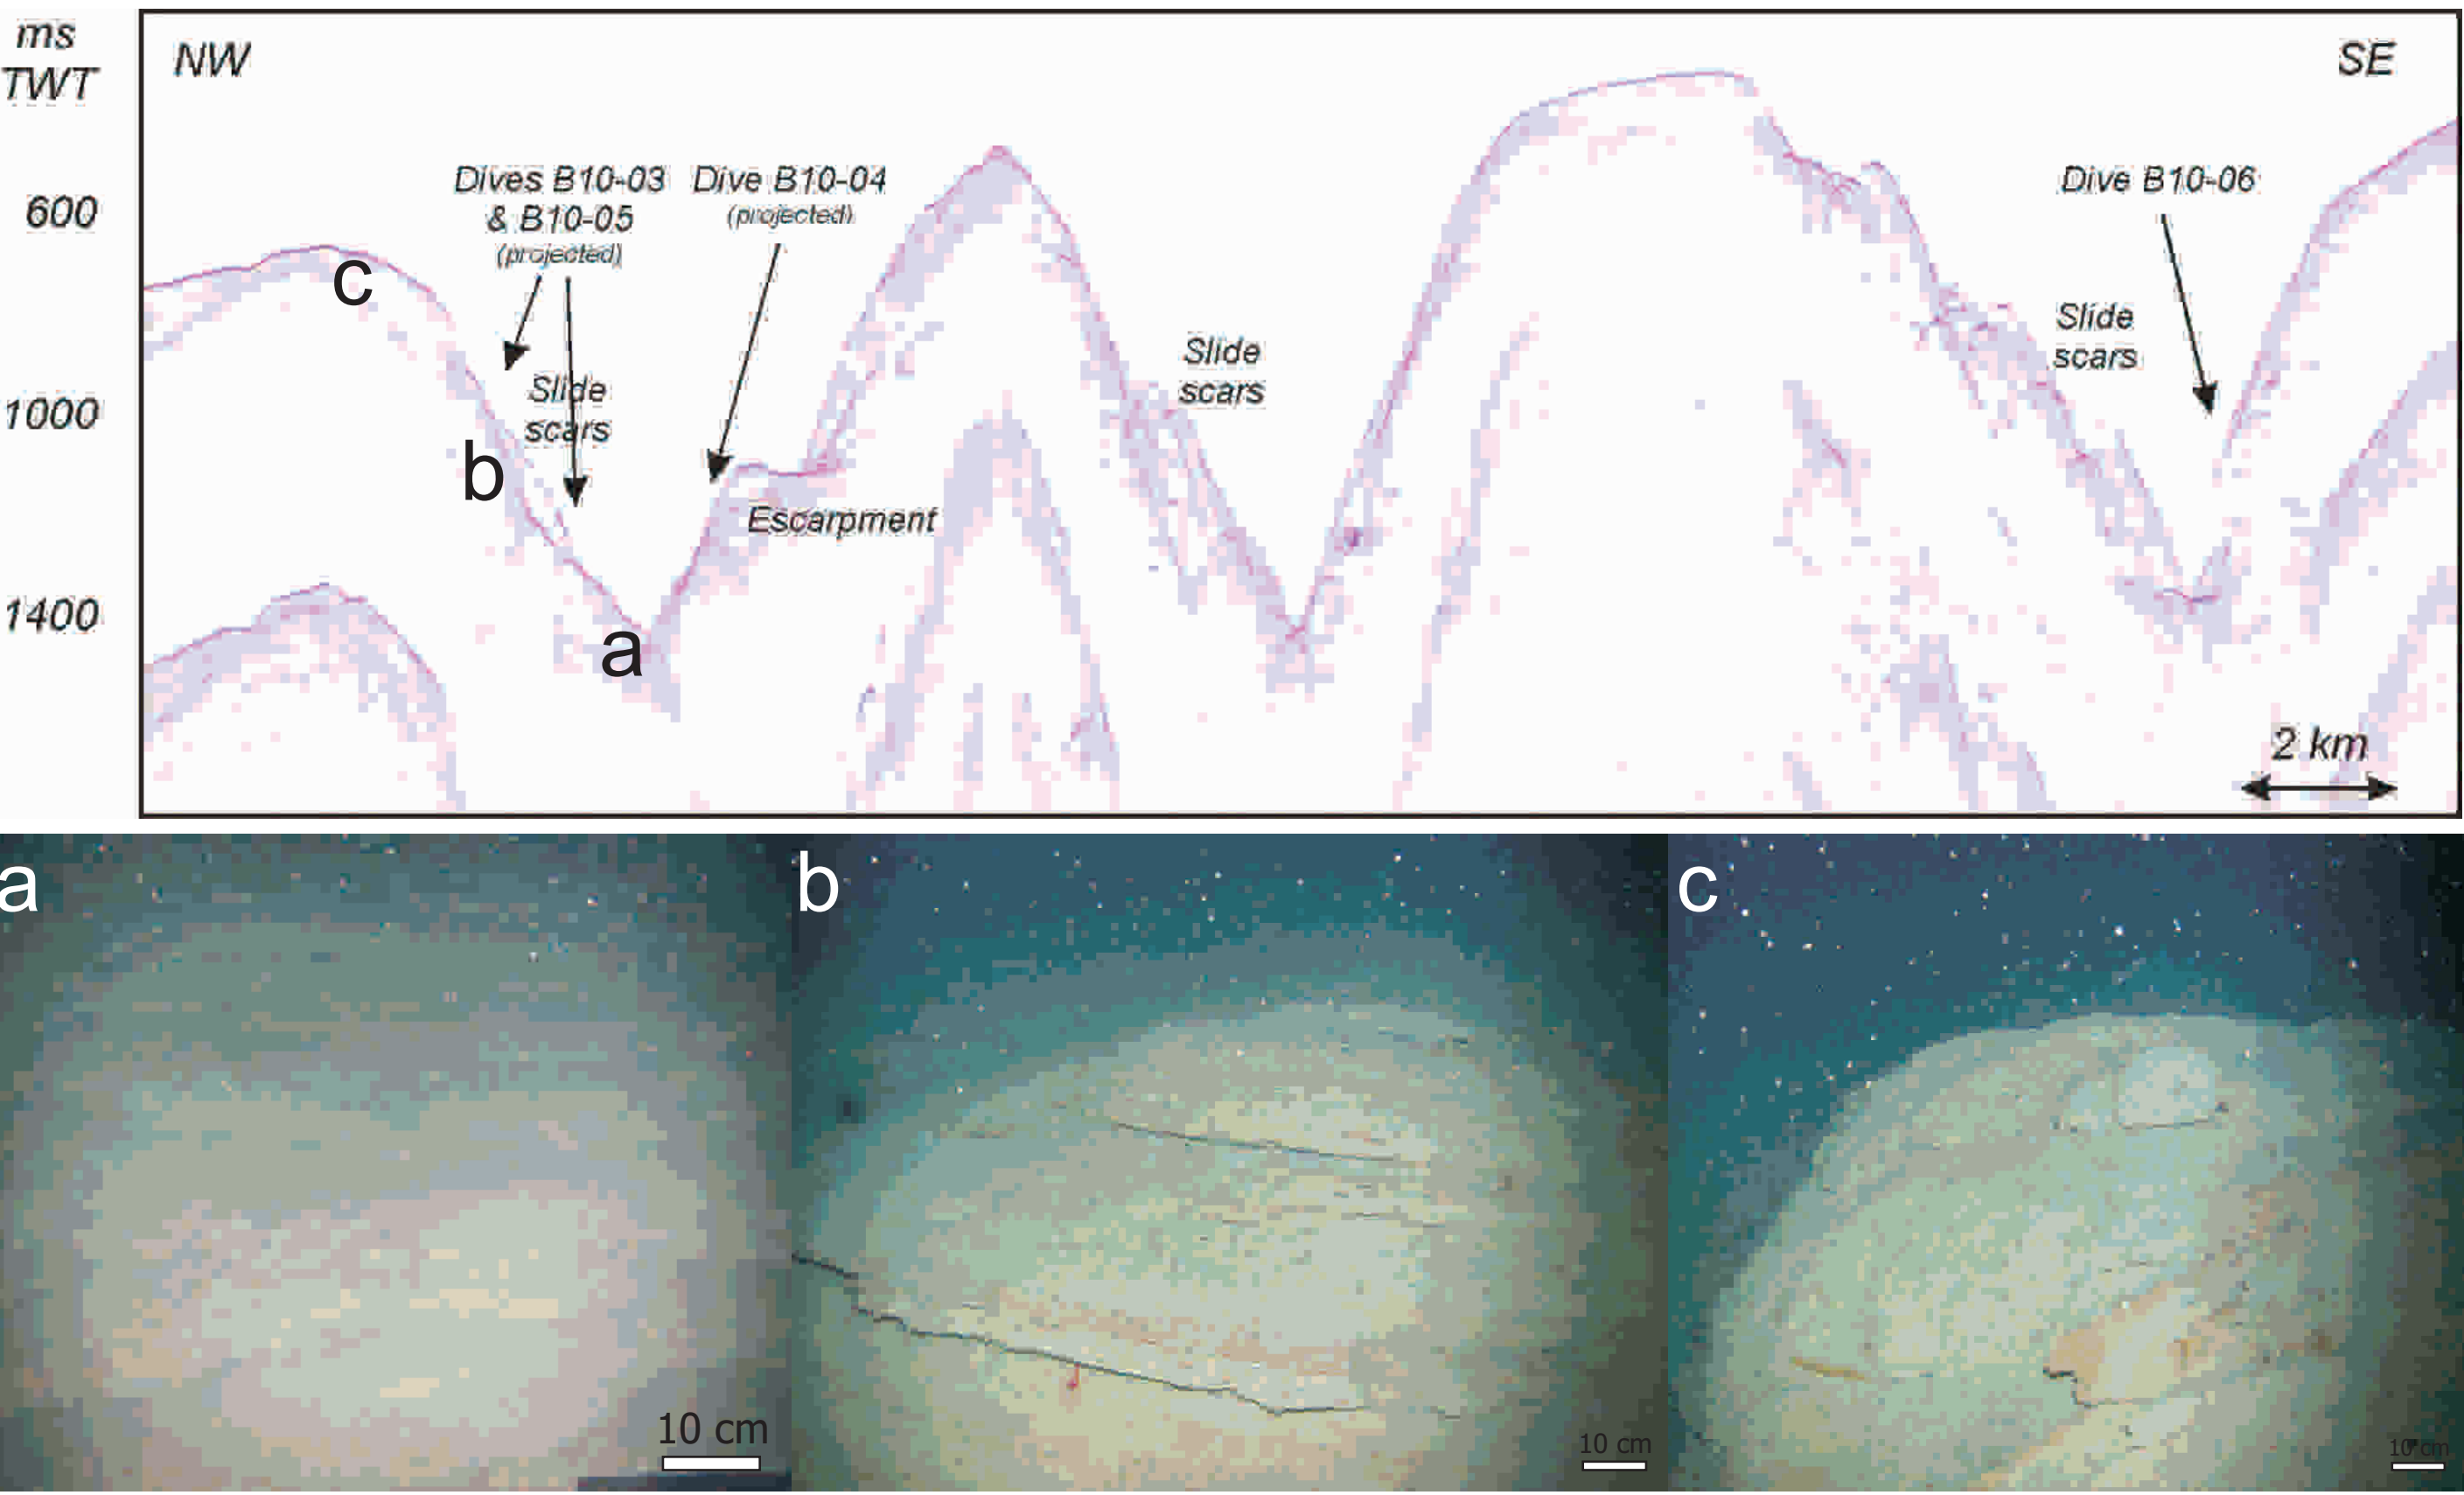 ms
TWT
NW
SE
Dives B10-03
& B10-05
(projected)
Dive B10-04
(projected)
Dive B10-06
600
1000
1400
c
b
a
Slide
scars
Escarpment
Slide
scars
Slide
scars
2 km
a
b
c
10 cm
10 cm
10 cm